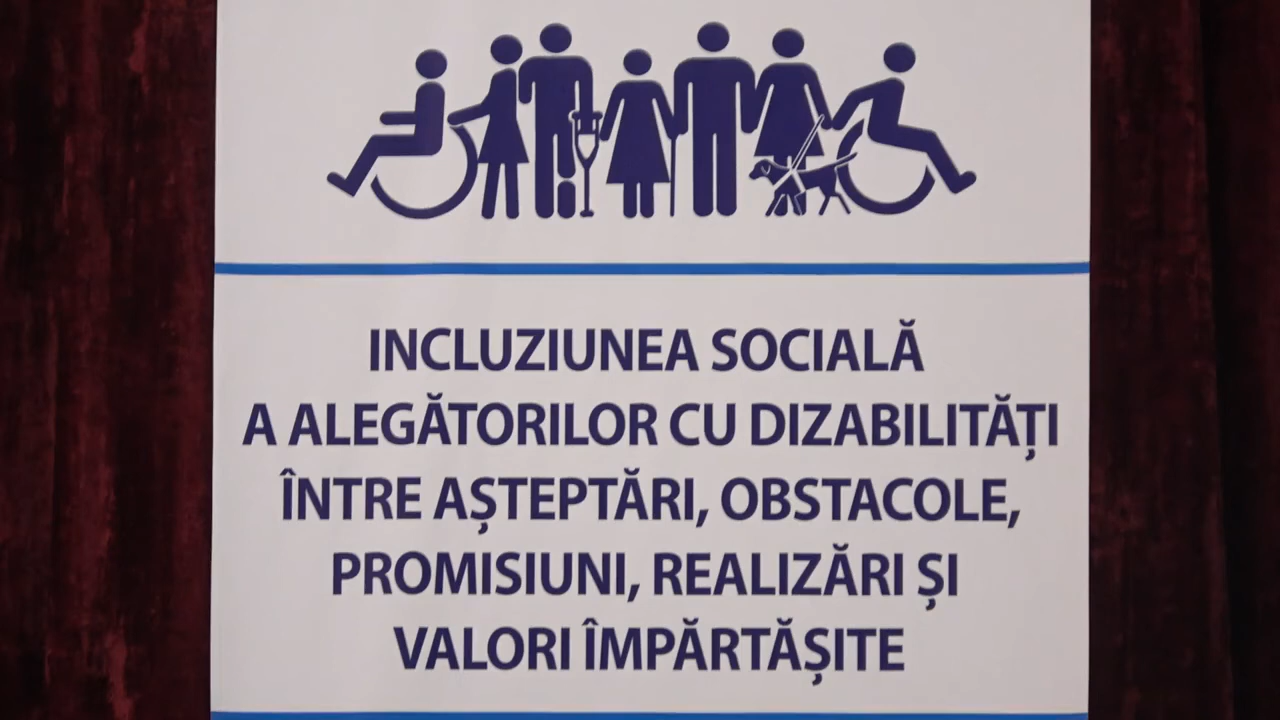 INCLUZIUNEA SOCIALĂ
A ALEGĂTORILOR CU DIZABILITĂȚI
ÎNTRE AȘTEPTĂRI, OBSTACOLE,
PROMISIUNI, REALIZĂRI ȘI
VALORI ÎMPĂRTĂȘITE